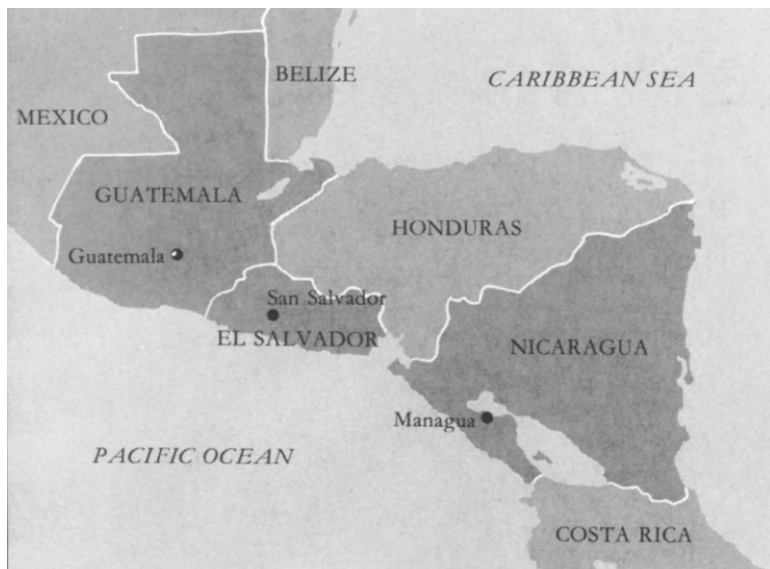 BELIZE
CARIBBEAN SEA
MEXICO
GUATEMALA
HONDURAS
Guatemala
San Salvador
EL SALVADOR
NICARAGUA
Managua
PACIFIC OCEAN
COSTA RICA